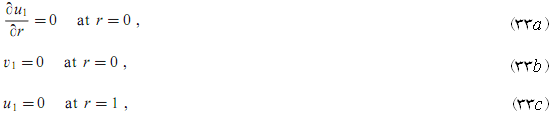 ∂u₁/∂r = 0 at r = 0 , (۳۳a)
v₁ = 0 at r = 0 , (۳۳b)
u₁ = 0 at r = 1 , (۳۳c)